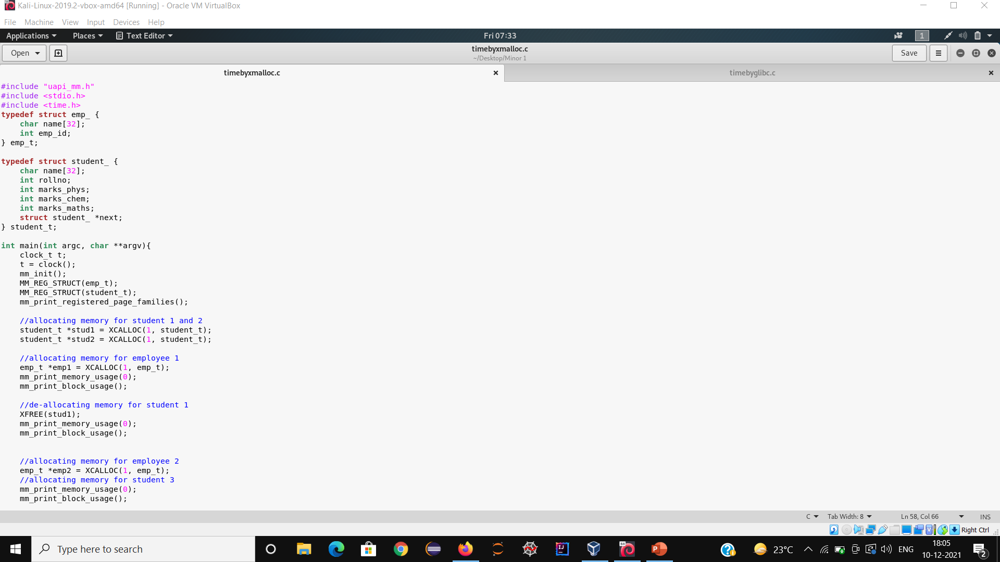 Kali-Linux-2019.2-vbox-amd64 [Running] - Oracle VM VirtualBox
File Machine View Input Devices Help
Applications Places Text Editor Fri 07:33 1
Open timebyxmalloc.c Save
~/Desktop/Minor 1
timebyxmalloc.c timebyglibc.c
#include "uapi_mm.h"
#include <stdio.h>
#include <time.h>
typedef struct emp_ {
    char name[32];
    int emp_id;
} emp_t;

typedef struct student_ {
    char name[32];
    int rollno;
    int marks_phys;
    int marks_chem;
    int marks_maths;
    struct student_ *next;
} student_t;

int main(int argc, char **argv){
    clock_t t;
    t = clock();
    mm_init();
    MM_REG_STRUCT(emp_t);
    MM_REG_STRUCT(student_t);
    mm_print_registered_page_families();

    //allocating memory for student 1 and 2
    student_t *stud1 = XCALLOC(1, student_t);
    student_t *stud2 = XCALLOC(1, student_t);

    //allocating memory for employee 1
    emp_t *emp1 = XCALLOC(1, emp_t);
    mm_print_memory_usage(0);
    mm_print_block_usage();

    //de-allocating memory for student 1
    XFREE(stud1);
    mm_print_memory_usage(0);
    mm_print_block_usage();

    //allocating memory for employee 2
    emp_t *emp2 = XCALLOC(1, emp_t);
    //allocating memory for student 3
    mm_print_memory_usage(0);
    mm_print_block_usage();
C Tab Width: 8 Ln 58, Col 66 INS
Right Ctrl
Type here to search 23°C ENG 18:05
10-12-2021 2